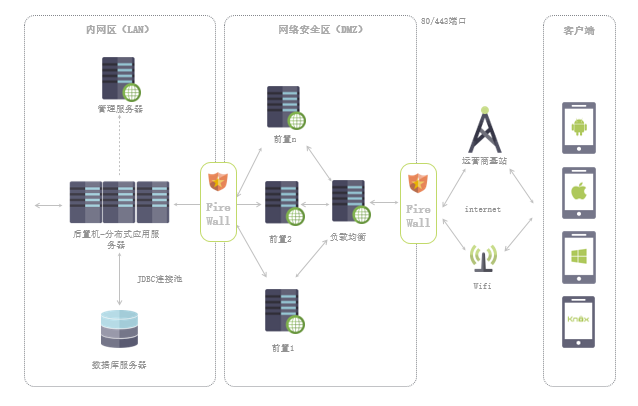 内网区（LAN）
网络安全区（DMZ）
80/443端口
客户端
管理服务器
前置n
运营商基站
Fire
Wall
Fire
Wall
internet
后置机-分布式应用服
务器
前置2
负载均衡
JDBC连接池
Wifi
Knox
前置1
数据库服务器